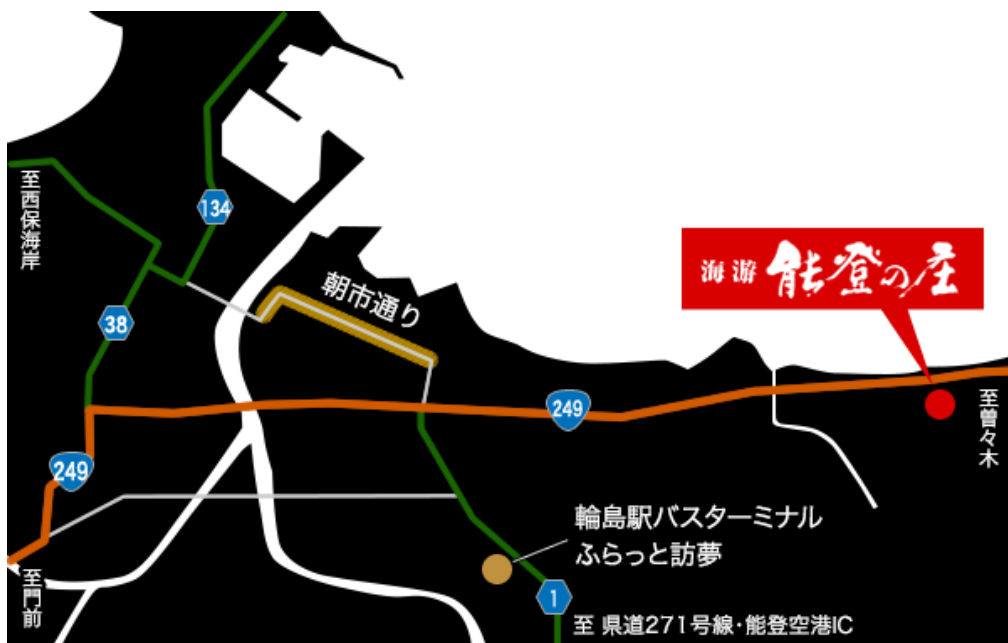 至西保海岸
134
38
朝市通り
海游 能登の庄
249
249
至曽々木
輪島駅バスターミナル
ふらっと訪夢
至門前
1
至 県道271号線・能登空港IC